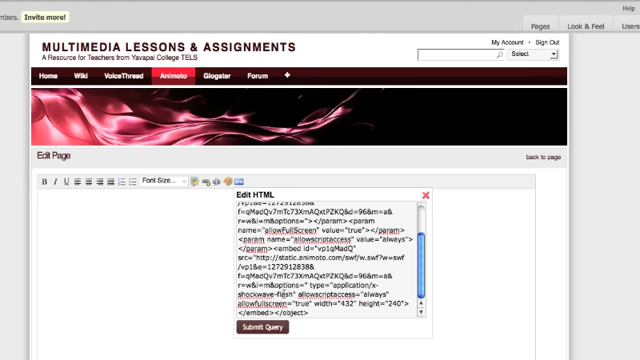 Help
mbers. Invite more!
Pages Look & Feel Users
MULTIMEDIA LESSONS & ASSIGNMENTS
A Resource for Teachers from Yavapai College TELS
My Account • Sign Out
Select
Home Wiki VoiceThread Animoto Glogster Forum +
Edit Page
back to page
B I U Font Size...
Edit HTML
/vp1&e=1272912838&
f=qMadQv7mTc73XmAQxtPZKQ&d=96&m=a&
r=w&i=m&options="></param><param
name="allowFullScreen" value="true"></param>
<param name="allowscriptaccess" value="always">
</param><embed id="vp1qMadQ"
src="http://static.animoto.com/swf/w.swf?w=swf
/vp1&e=1272912838&
f=qMadQv7mTc73XmAQxtPZKQ&d=96&m=a&
r=w&i=m&options=" type="application/x-
shockwave-flash" allowscriptaccess="always"
allowfullscreen="true" width="432" height="240">
</embed></object>
Submit Query